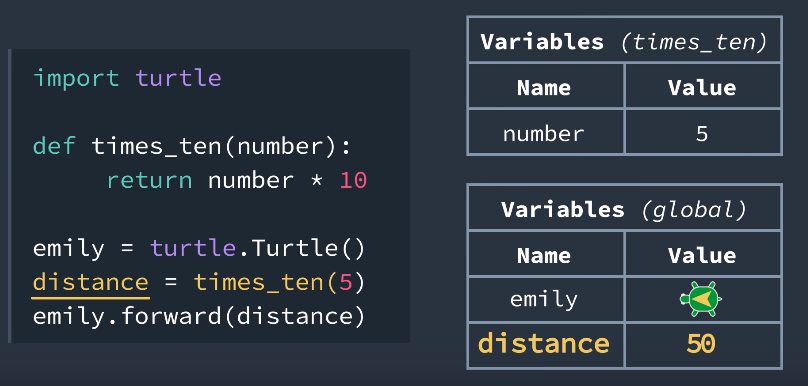 import turtle
def times_ten(number):
return number * 10
emily = turtle.Turtle()
distance = times_ten(5)
emily.forward(distance)
Variables (times_ten)
Name Value
number 5
Variables (global)
Name Value
emily
distance 50